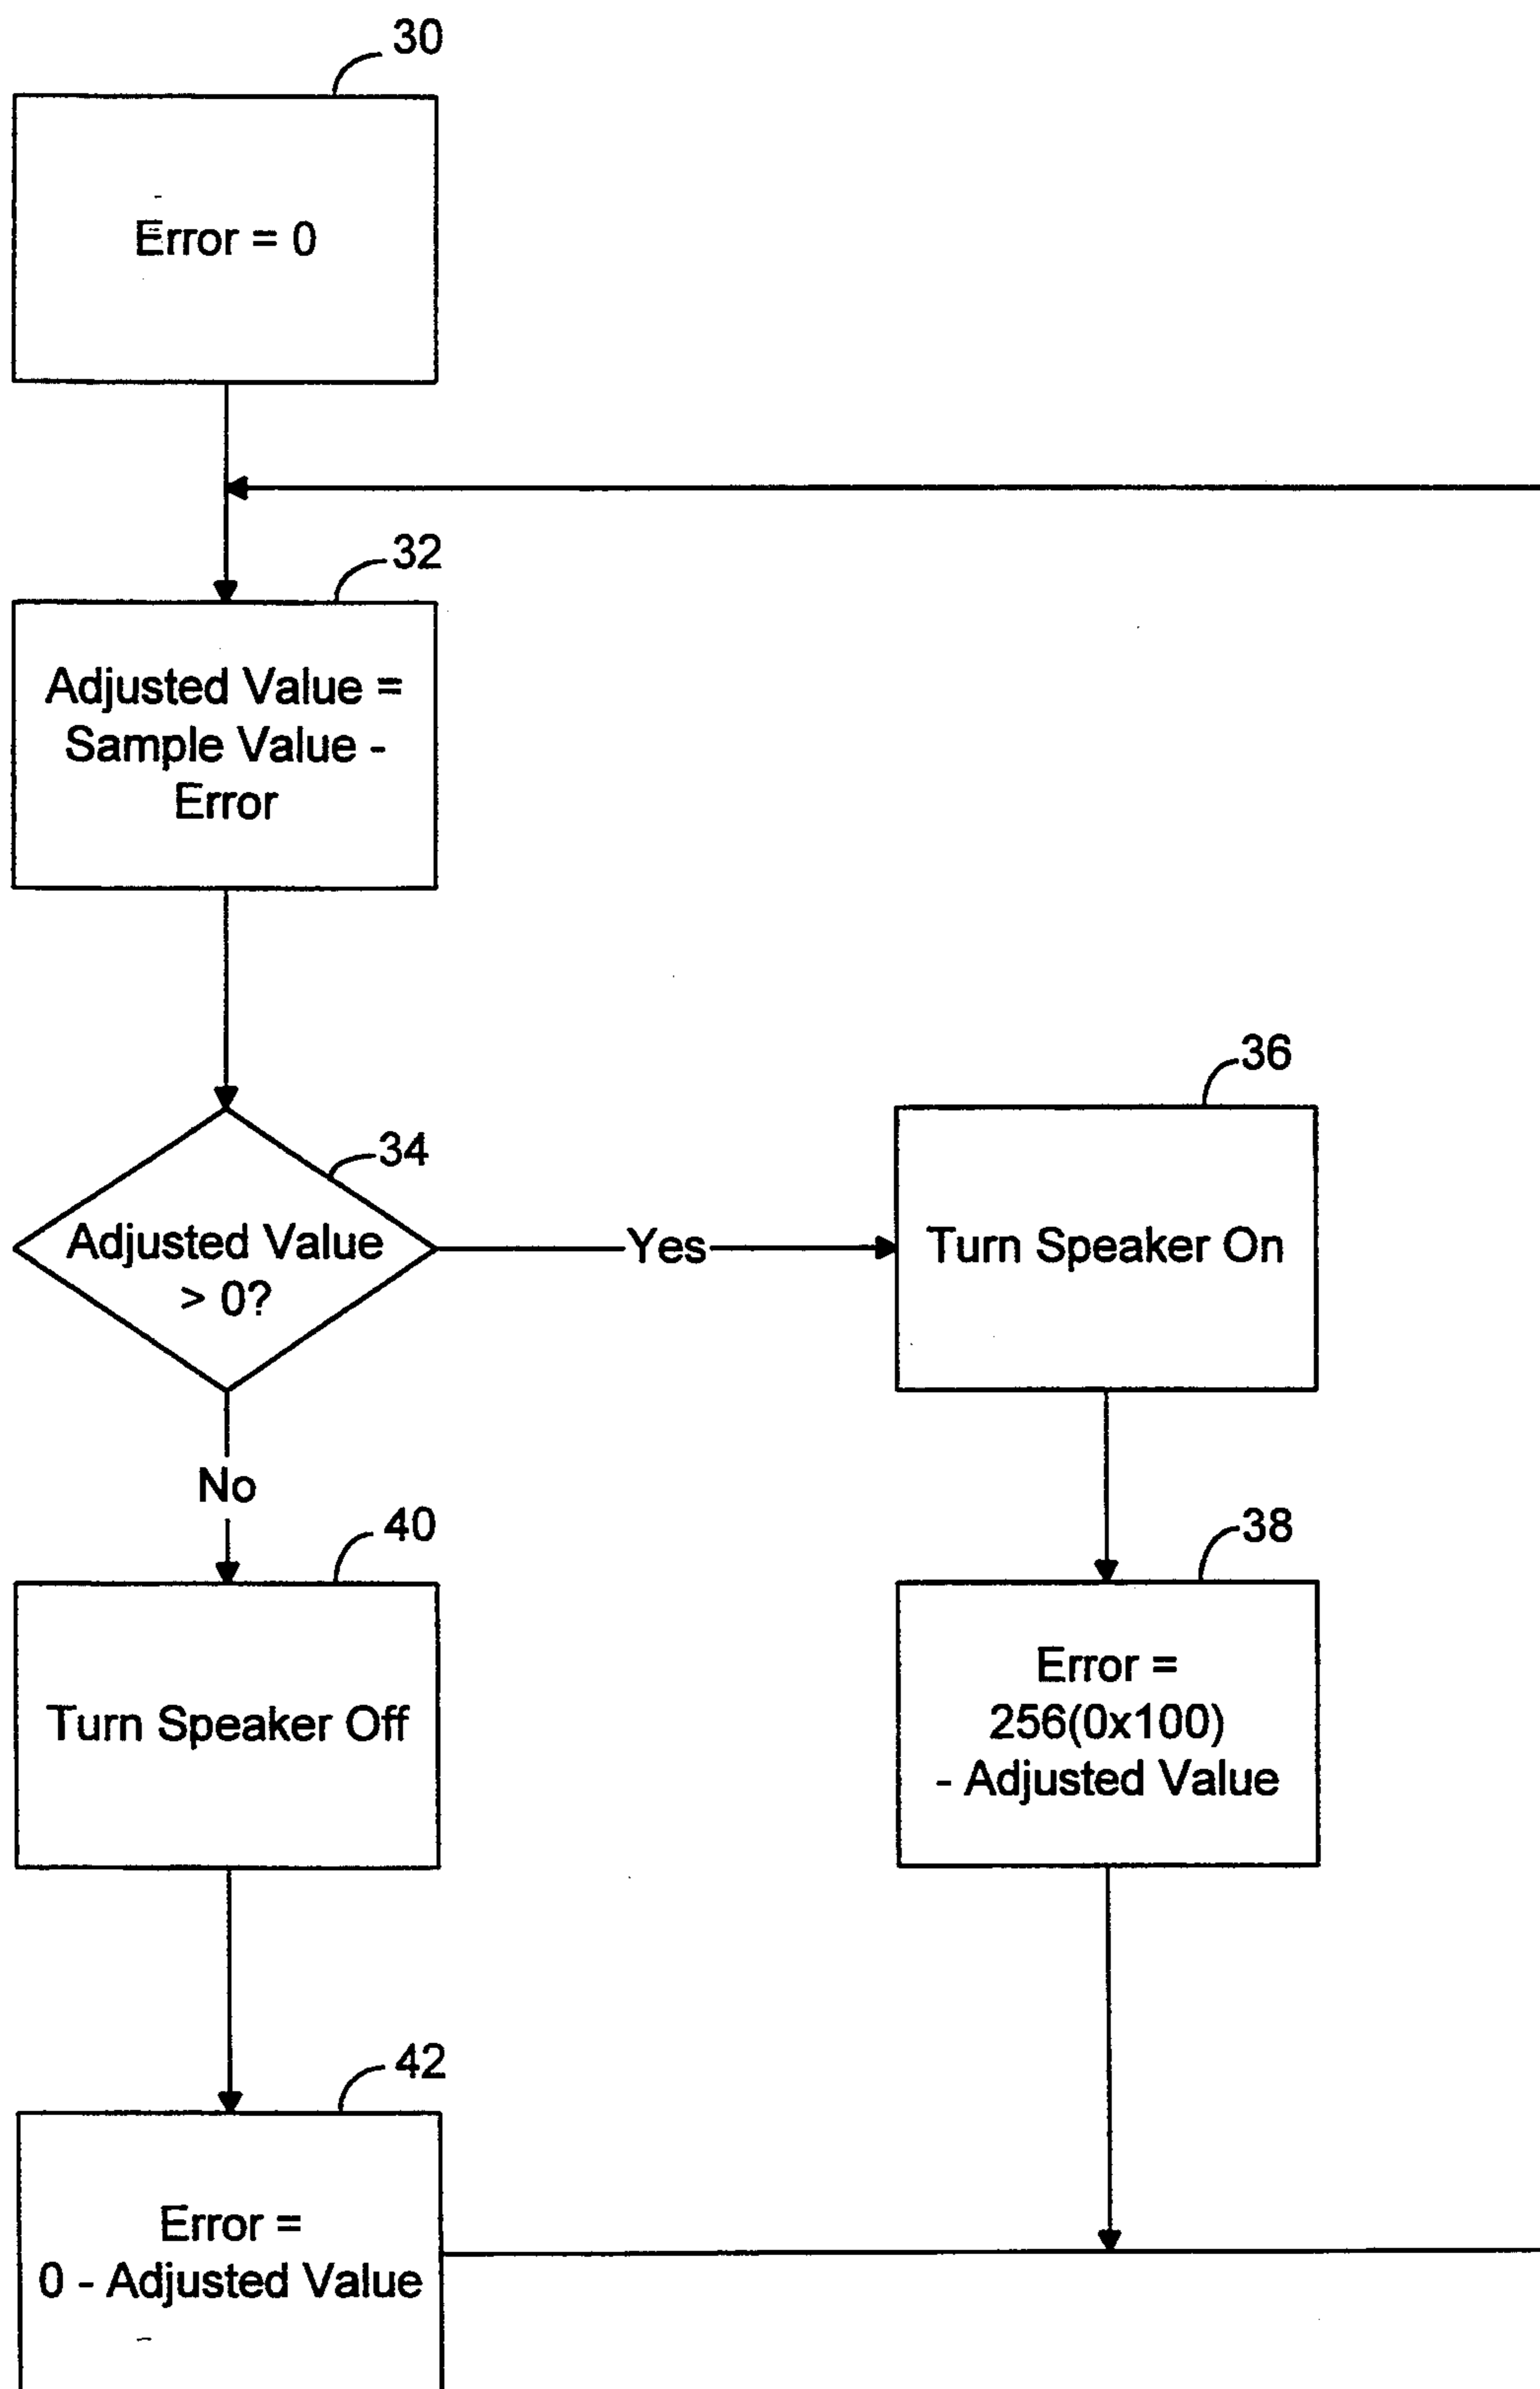 30
Error = 0
32
Adjusted Value =
Sample Value -
Error
34
Adjusted Value
> 0?
Yes
36
Turn Speaker On
No
40
Turn Speaker Off
38
Error =
256(0x100)
- Adjusted Value
42
Error =
0 - Adjusted Value